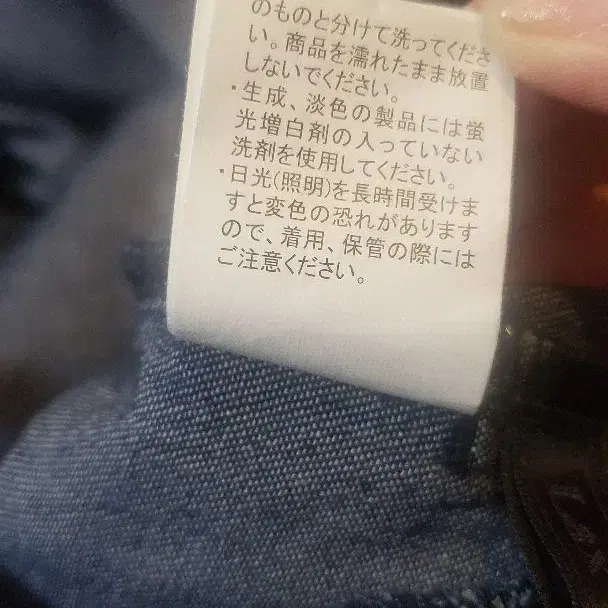 のものと分けて洗ってくださ
い。商品を濡れたまま放置
しないでください。
・生成、淡色の製品には蛍
光増白剤の入っていない
洗剤を使用してください。
・日光(照明)を長時間受けま
すと変色の恐れがあります
ので、着用、保管の際には
ご注意ください。